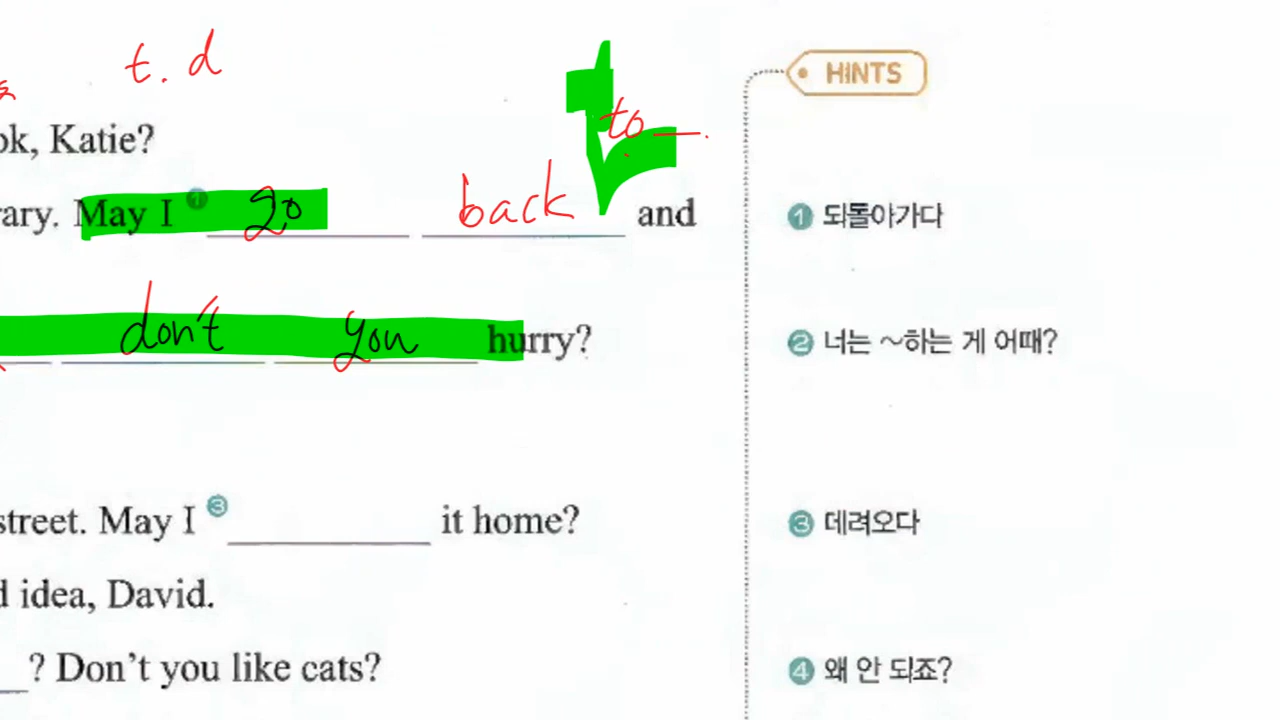 t. d
HINTS
to —.
ok, Katie?
rary. May I ① go back and
① 되돌아가다
don't you hurry?
② 너는 ~하는 게 어때?
street. May I ③ it home?
③ 데려오다
d idea, David.
? Don't you like cats?
④ 왜 안 되죠?